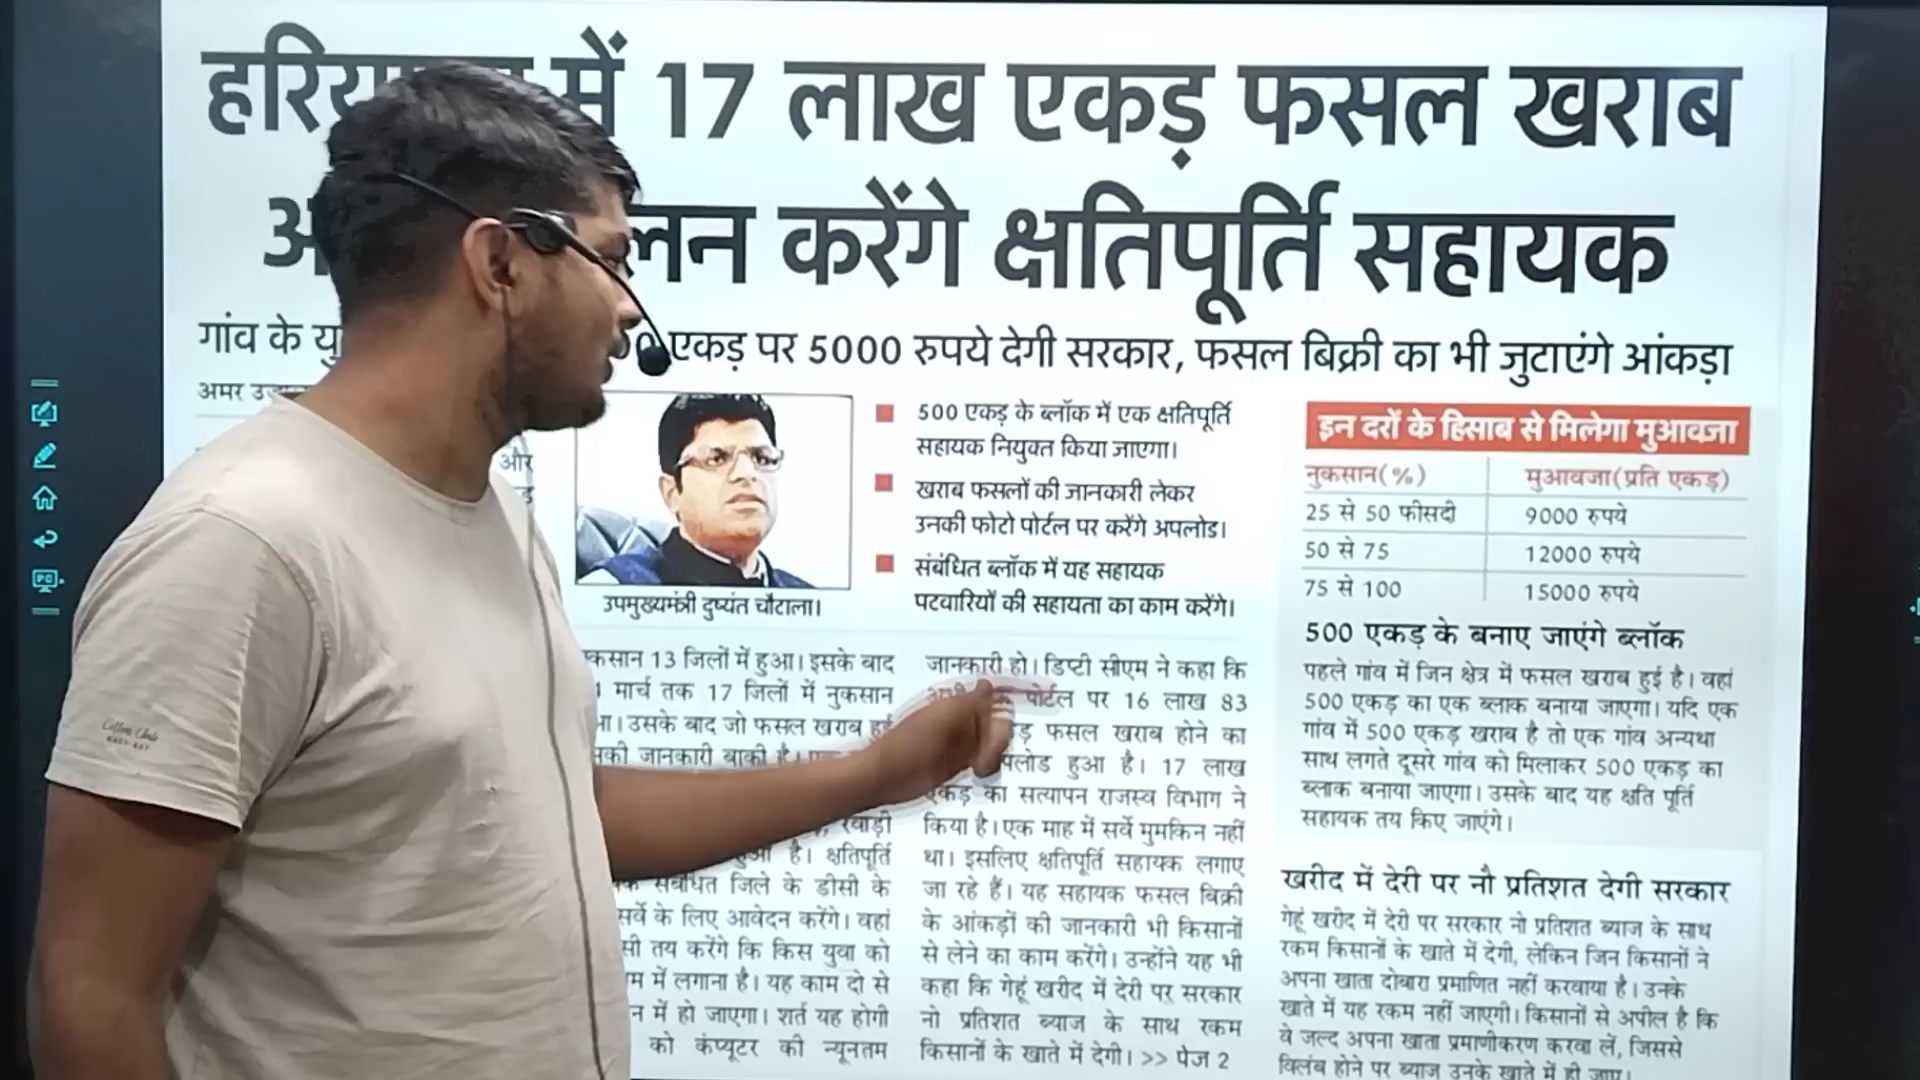 में 17 लाख एकड़ फसल खराब
करेंगे क्षतिपूर्ति सहायक
गांव के
एकड़ पर 5000 रुपये देगी सरकार, फसल बिक्री का भी जुटाएंगे आंकड़ा
अमर
और
उपमुख्यमंत्री दुष्यंत चौटाला।
500 एकड़ के ब्लॉक में एक क्षतिपूर्ति
सहायक नियुक्त किया जाएगा।
खराब फसलों की जानकारी लेकर
उनकी फोटो पोर्टल पर करेंगे अपलोड।
संबंधित ब्लॉक में यह सहायक
पटवारियों की सहायता का काम करेंगे।
13 जिलों में हुआ। इसके बाद
मार्च तक 17 जिलों में नुकसान
उसके बाद जो फसल खराब हुई
जानकारी बाकी है।
रेवाड़ी
है। क्षतिपूर्ति
संबंधित जिले के डीसी के
सर्वे के लिए आवेदन करेंगे। वहां
तय करेंगे कि किस युवा को
में लगाना है। यह काम दो से
में हो जाएगा। शर्त यह होगी
को कंप्यूटर की न्यूनतम
जानकारी हो। डिप्टी सीएम ने कहा कि
पोर्टल पर 16 लाख 83
फसल खराब होने का
हुआ है। 17 लाख
एकड़ का सत्यापन राजस्व विभाग ने
किया है। एक माह में सर्वे मुमकिन नहीं
था। इसलिए क्षतिपूर्ति सहायक लगाए
जा रहे हैं। यह सहायक फसल बिक्री
के आंकड़ों की जानकारी भी किसानों
से लेने का काम करेंगे। उन्होंने यह भी
कहा कि गेहूं खरीद में देरी पर सरकार
नो प्रतिशत ब्याज के साथ रकम
किसानों के खाते में देगी। >> पेज 2
इन दरों के हिसाब से मिलेगा मुआवजा
नुकसान(%) मुआवजा(प्रति एकड़)
25 से 50 फीसदी 9000 रुपये
50 से 75 12000 रुपये
75 से 100 15000 रुपये
500 एकड़ के बनाए जाएंगे ब्लॉक
पहले गांव में जिन क्षेत्र में फसल खराब हुई है। वहां
500 एकड़ का एक ब्लाक बनाया जाएगा। यदि एक
गांव में 500 एकड़ खराब है तो एक गांव अन्यथा
साथ लगते दूसरे गांव को मिलाकर 500 एकड़ का
ब्लाक बनाया जाएगा। उसके बाद यह क्षति पूर्ति
सहायक तय किए जाएंगे।
खरीद में देरी पर नौ प्रतिशत देगी सरकार
गेहूं खरीद में देरी पर सरकार नो प्रतिशत ब्याज के साथ
रकम किसानों के खाते में देगी, लेकिन जिन किसानों ने
अपना खाता दोबारा प्रमाणित नहीं करवाया है। उनके
खाते में यह रकम नहीं जाएगी। किसानों से अपील है कि
वे जल्द अपना खाता प्रमाणीकरण करवा लें, जिससे
विलंब होने पर ब्याज उनके खाते में ही जाए।
PC